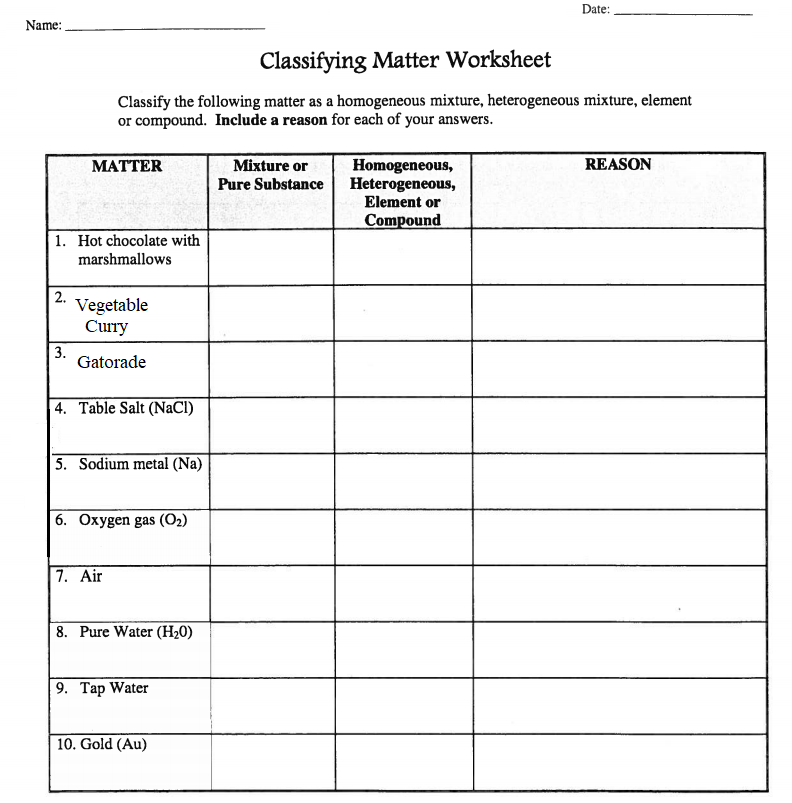 Date: ____________________
Name: ____________________
Classifying Matter Worksheet
Classify the following matter as a homogeneous mixture, heterogeneous mixture, element
or compound. Include a reason for each of your answers.
MATTER
Mixture or
Pure Substance
Homogeneous,
Heterogeneous,
Element or
Compound
REASON
1. Hot chocolate with
marshmallows
2. Vegetable
Curry
3. Gatorade
4. Table Salt (NaCl)
5. Sodium metal (Na)
6. Oxygen gas (O₂)
7. Air
8. Pure Water (H₂0)
9. Tap Water
10. Gold (Au)